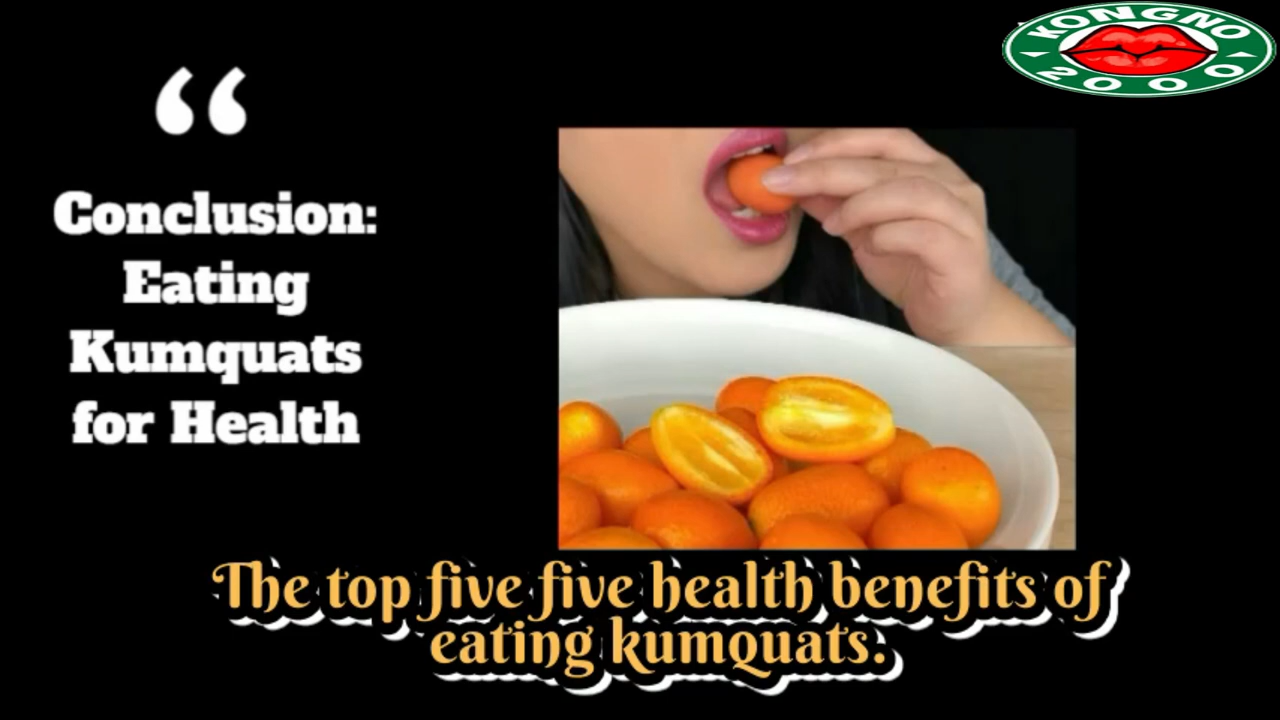 KONGNO
2000
“
Conclusion:
Eating
Kumquats
for Health
The top five five health benefits of
eating kumquats.